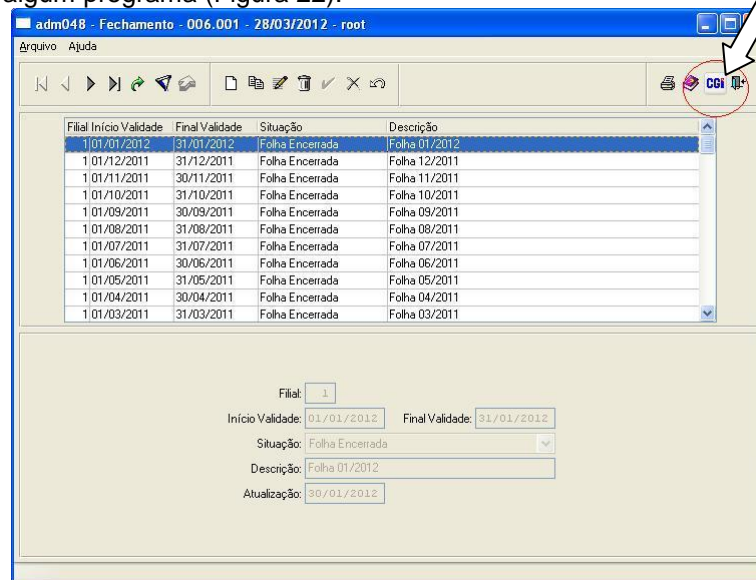 algum programa (Figura 22).
adm048 - Fechamento - 006.001 - 28/03/2012 - root
Arquivo Ajuda
CGi
Filial Início Validade Final Validade Situação Descrição
1 01/01/2012 31/01/2012 Folha Encerrada Folha 01/2012
1 01/12/2011 31/12/2011 Folha Encerrada Folha 12/2011
1 01/11/2011 30/11/2011 Folha Encerrada Folha 11/2011
1 01/10/2011 31/10/2011 Folha Encerrada Folha 10/2011
1 01/09/2011 30/09/2011 Folha Encerrada Folha 09/2011
1 01/08/2011 31/08/2011 Folha Encerrada Folha 08/2011
1 01/07/2011 31/07/2011 Folha Encerrada Folha 07/2011
1 01/06/2011 30/06/2011 Folha Encerrada Folha 06/2011
1 01/05/2011 31/05/2011 Folha Encerrada Folha 05/2011
1 01/04/2011 30/04/2011 Folha Encerrada Folha 04/2011
1 01/03/2011 31/03/2011 Folha Encerrada Folha 03/2011
Filial: 1
Início Validade: 01/01/2012 Final Validade: 31/01/2012
Situação: Folha Encerrada
Descrição: Folha 01/2012
Atualização: 30/01/2012